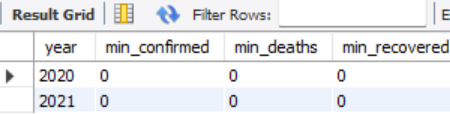 Result Grid Filter Rows:
year min_confirmed min_deaths min_recovered
2020 0 0 0
2021 0 0 0